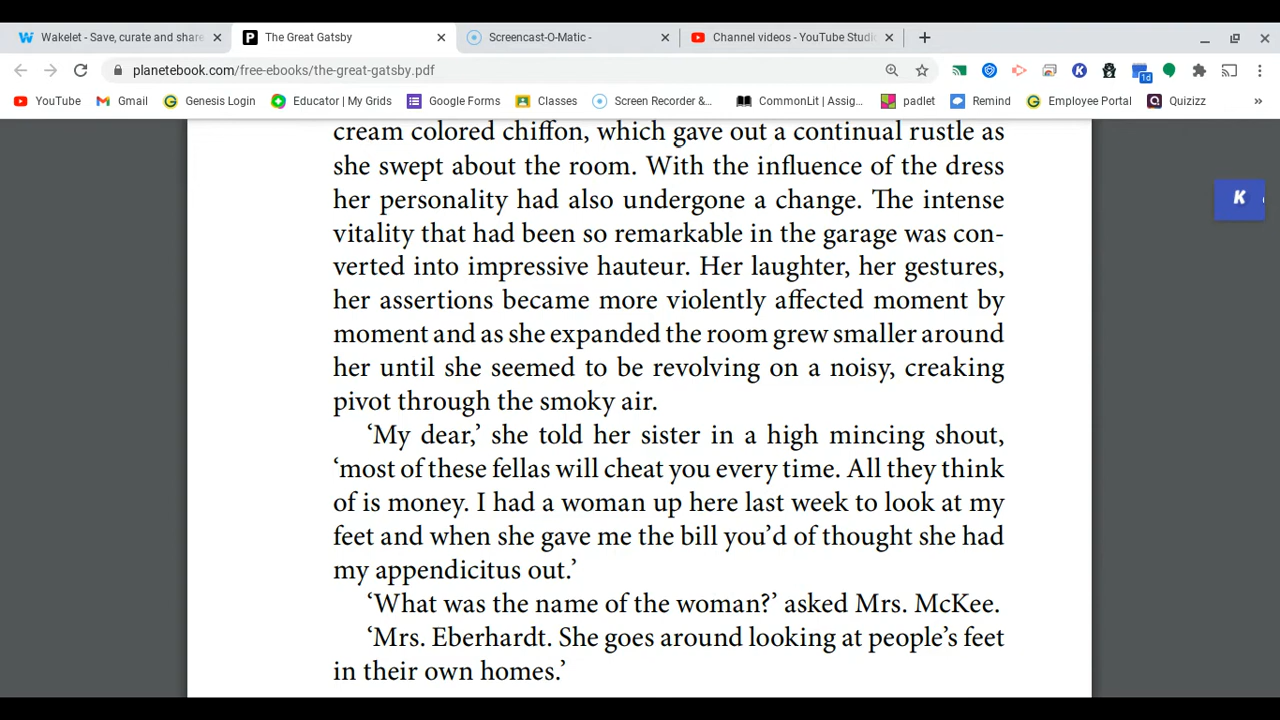 Wakelet - Save, curate and share
The Great Gatsby
Screencast-O-Matic -
Channel videos - YouTube Studi
planetebook.com/free-ebooks/the-great-gatsby.pdf
1d
YouTube
Gmail
Genesis Login
Educator | My Grids
Google Forms
Classes
Screen Recorder &...
CommonLit | Assig...
padlet
Remind
Employee Portal
Quizizz
»
cream colored chiffon, which gave out a continual rustle as
she swept about the room. With the influence of the dress
her personality had also undergone a change. The intense
vitality that had been so remarkable in the garage was con-
verted into impressive hauteur. Her laughter, her gestures,
her assertions became more violently affected moment by
moment and as she expanded the room grew smaller around
her until she seemed to be revolving on a noisy, creaking
pivot through the smoky air.
‘My dear,’ she told her sister in a high mincing shout,
‘most of these fellas will cheat you every time. All they think
of is money. I had a woman up here last week to look at my
feet and when she gave me the bill you’d of thought she had
my appendicitus out.’
‘What was the name of the woman?’ asked Mrs. McKee.
‘Mrs. Eberhardt. She goes around looking at people’s feet
in their own homes.’
K